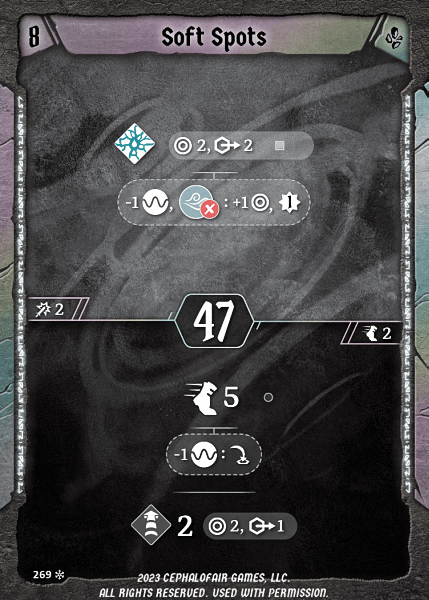 8
Soft Spots
2, 2
-1 , : +1 , 1
2
47
2
5
-1 :
2 2, 1
269
2023 CEPHALOFAIR GAMES, LLC.
ALL RIGHTS RESERVED. USED WITH PERMISSION.